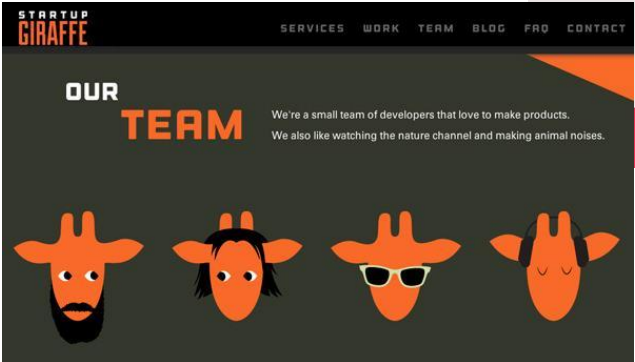 STARTUP
GIRAFFE
SERVICES WORK TEAM BLOG FAQ CONTACT
OUR
TEAM
We're a small team of developers that love to make products.
We also like watching the nature channel and making animal noises.